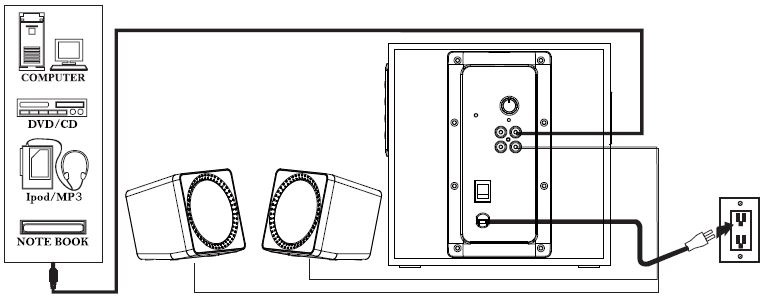 COMPUTER
DVD/CD
Ipod/MP3
NOTE BOOK